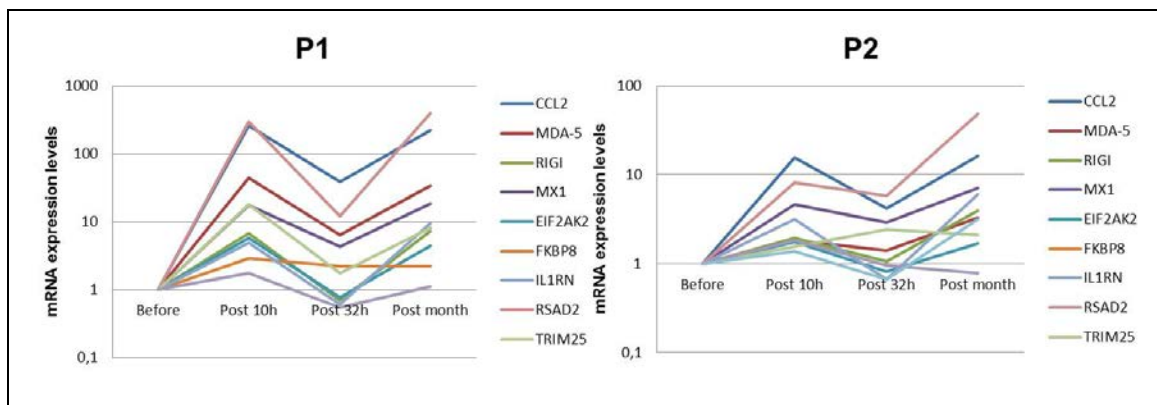 P1
mRNA expression levels
1000
100
10
1
0,1
Before Post 10h Post 32h Post month
CCL2
MDA-5
RIGI
MX1
EIF2AK2
FKBP8
IL1RN
RSAD2
TRIM25
P2
mRNA expression levels
100
10
1
0,1
Before Post 10h Post 32h Post month
CCL2
MDA-5
RIGI
MX1
EIF2AK2
FKBP8
IL1RN
RSAD2
TRIM25